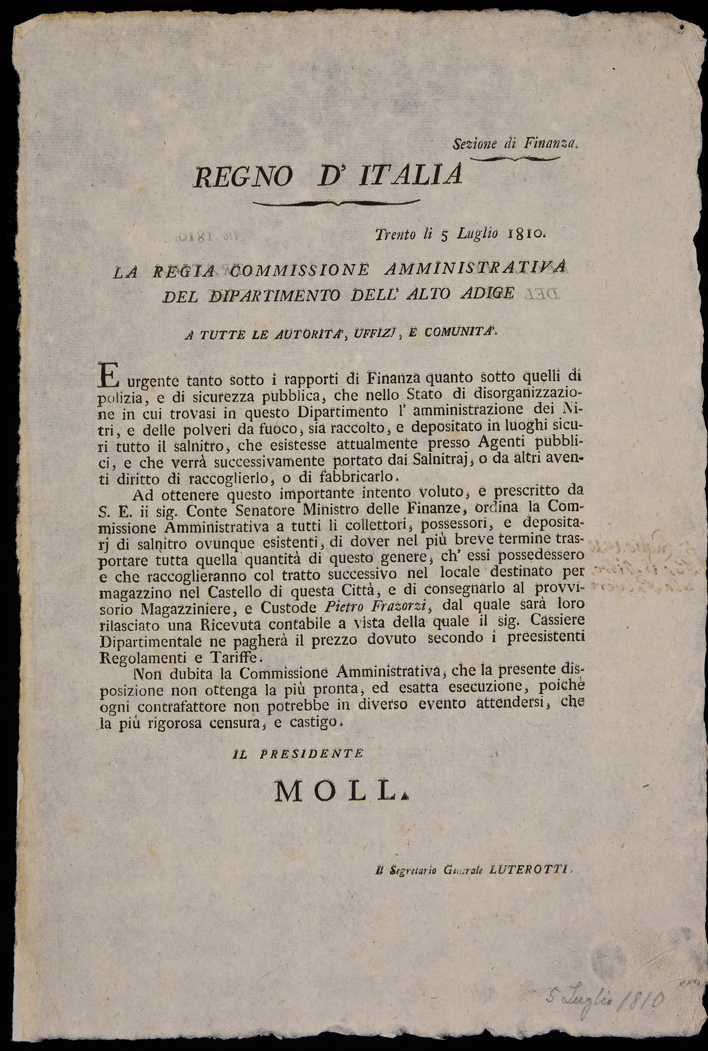 Sezione di Finanza.
REGNO D' ITALIA
Trento li 5 Luglio 1810.
LA REGIA COMMISSIONE AMMINISTRATIVA
DEL DIPARTIMENTO DELL' ALTO ADIGE
A TUTTE LE AUTORITA', UFFIZJ, E COMUNITA'.
E urgente tanto sotto i rapporti di Finanza quanto sotto quelli di
polizia, e di sicurezza pubblica, che nello Stato di disorganizzazio-
ne in cui trovasi in questo Dipartimento l' amministrazione dei Ni-
tri, e delle polveri da fuoco, sia raccolto, e depositato in luoghi sicu-
ri tutto il salnitro, che esistesse attualmente presso Agenti pubbli-
ci, e che verrà successivamente portato dai Salnitraj, o da altri aven-
ti diritto di raccoglierlo, o di fabbricarlo.
Ad ottenere questo importante intento voluto, e prescritto da
S. E. ii sig. Conte Senatore Ministro delle Finanze, ordina la Com-
missione Amministrativa a tutti li collettori, possessori, e deposita-
rj di salnitro ovunque esistenti, di dover nel più breve termine tras-
portare tutta quella quantità di questo genere, ch' essi possedessero
e che raccoglieranno col tratto successivo nel locale destinato per
magazzino nel Castello di questa Città, e di consegnarlo al provvi-
sorio Magazziniere, e Custode Pietro Frazorzi, dal quale sarà loro
rilasciato una Ricevuta contabile a vista della quale il sig. Cassiere
Dipartimentale ne pagherà il prezzo dovuto secondo i preesistenti
Regolamenti e Tariffe.
Non dubita la Commissione Amministrativa, che la presente dis-
posizione non ottenga la più pronta, ed esatta esecuzione, poichè
ogni contrafattore non potrebbe in diverso evento attendersi, che
la più rigorosa censura, e castigo.
IL PRESIDENTE
MOLL.
Il Segretario Generale LUTEROTTI.
5 Luglio 1810